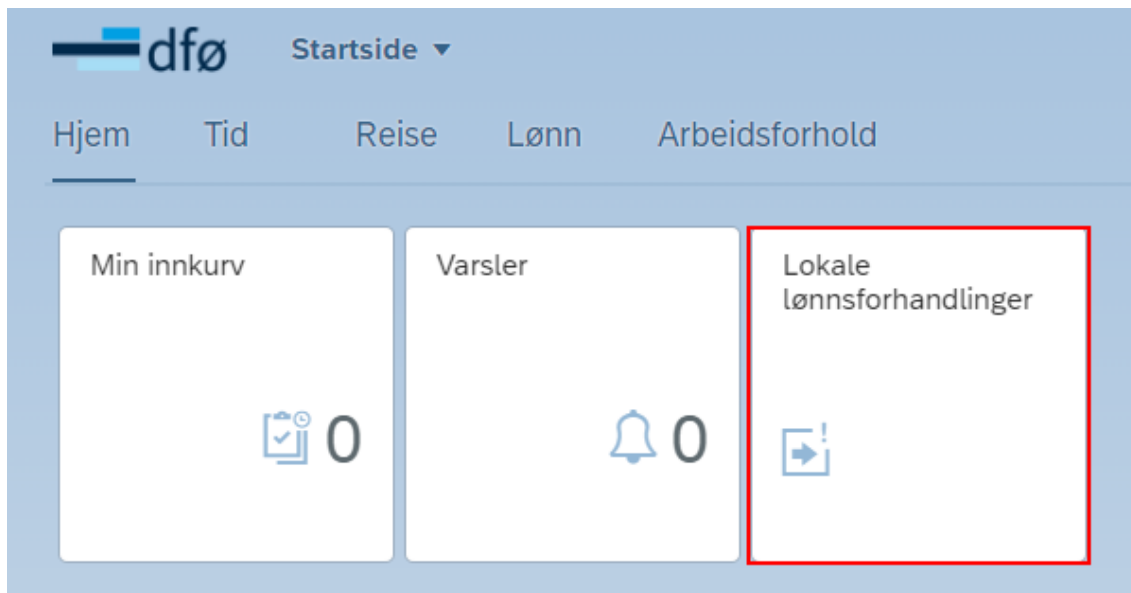 dfø Startside
Hjem Tid Reise Lønn Arbeidsforhold
Min innkurv
0
Varsler
0
Lokale
lønnsforhandlinger